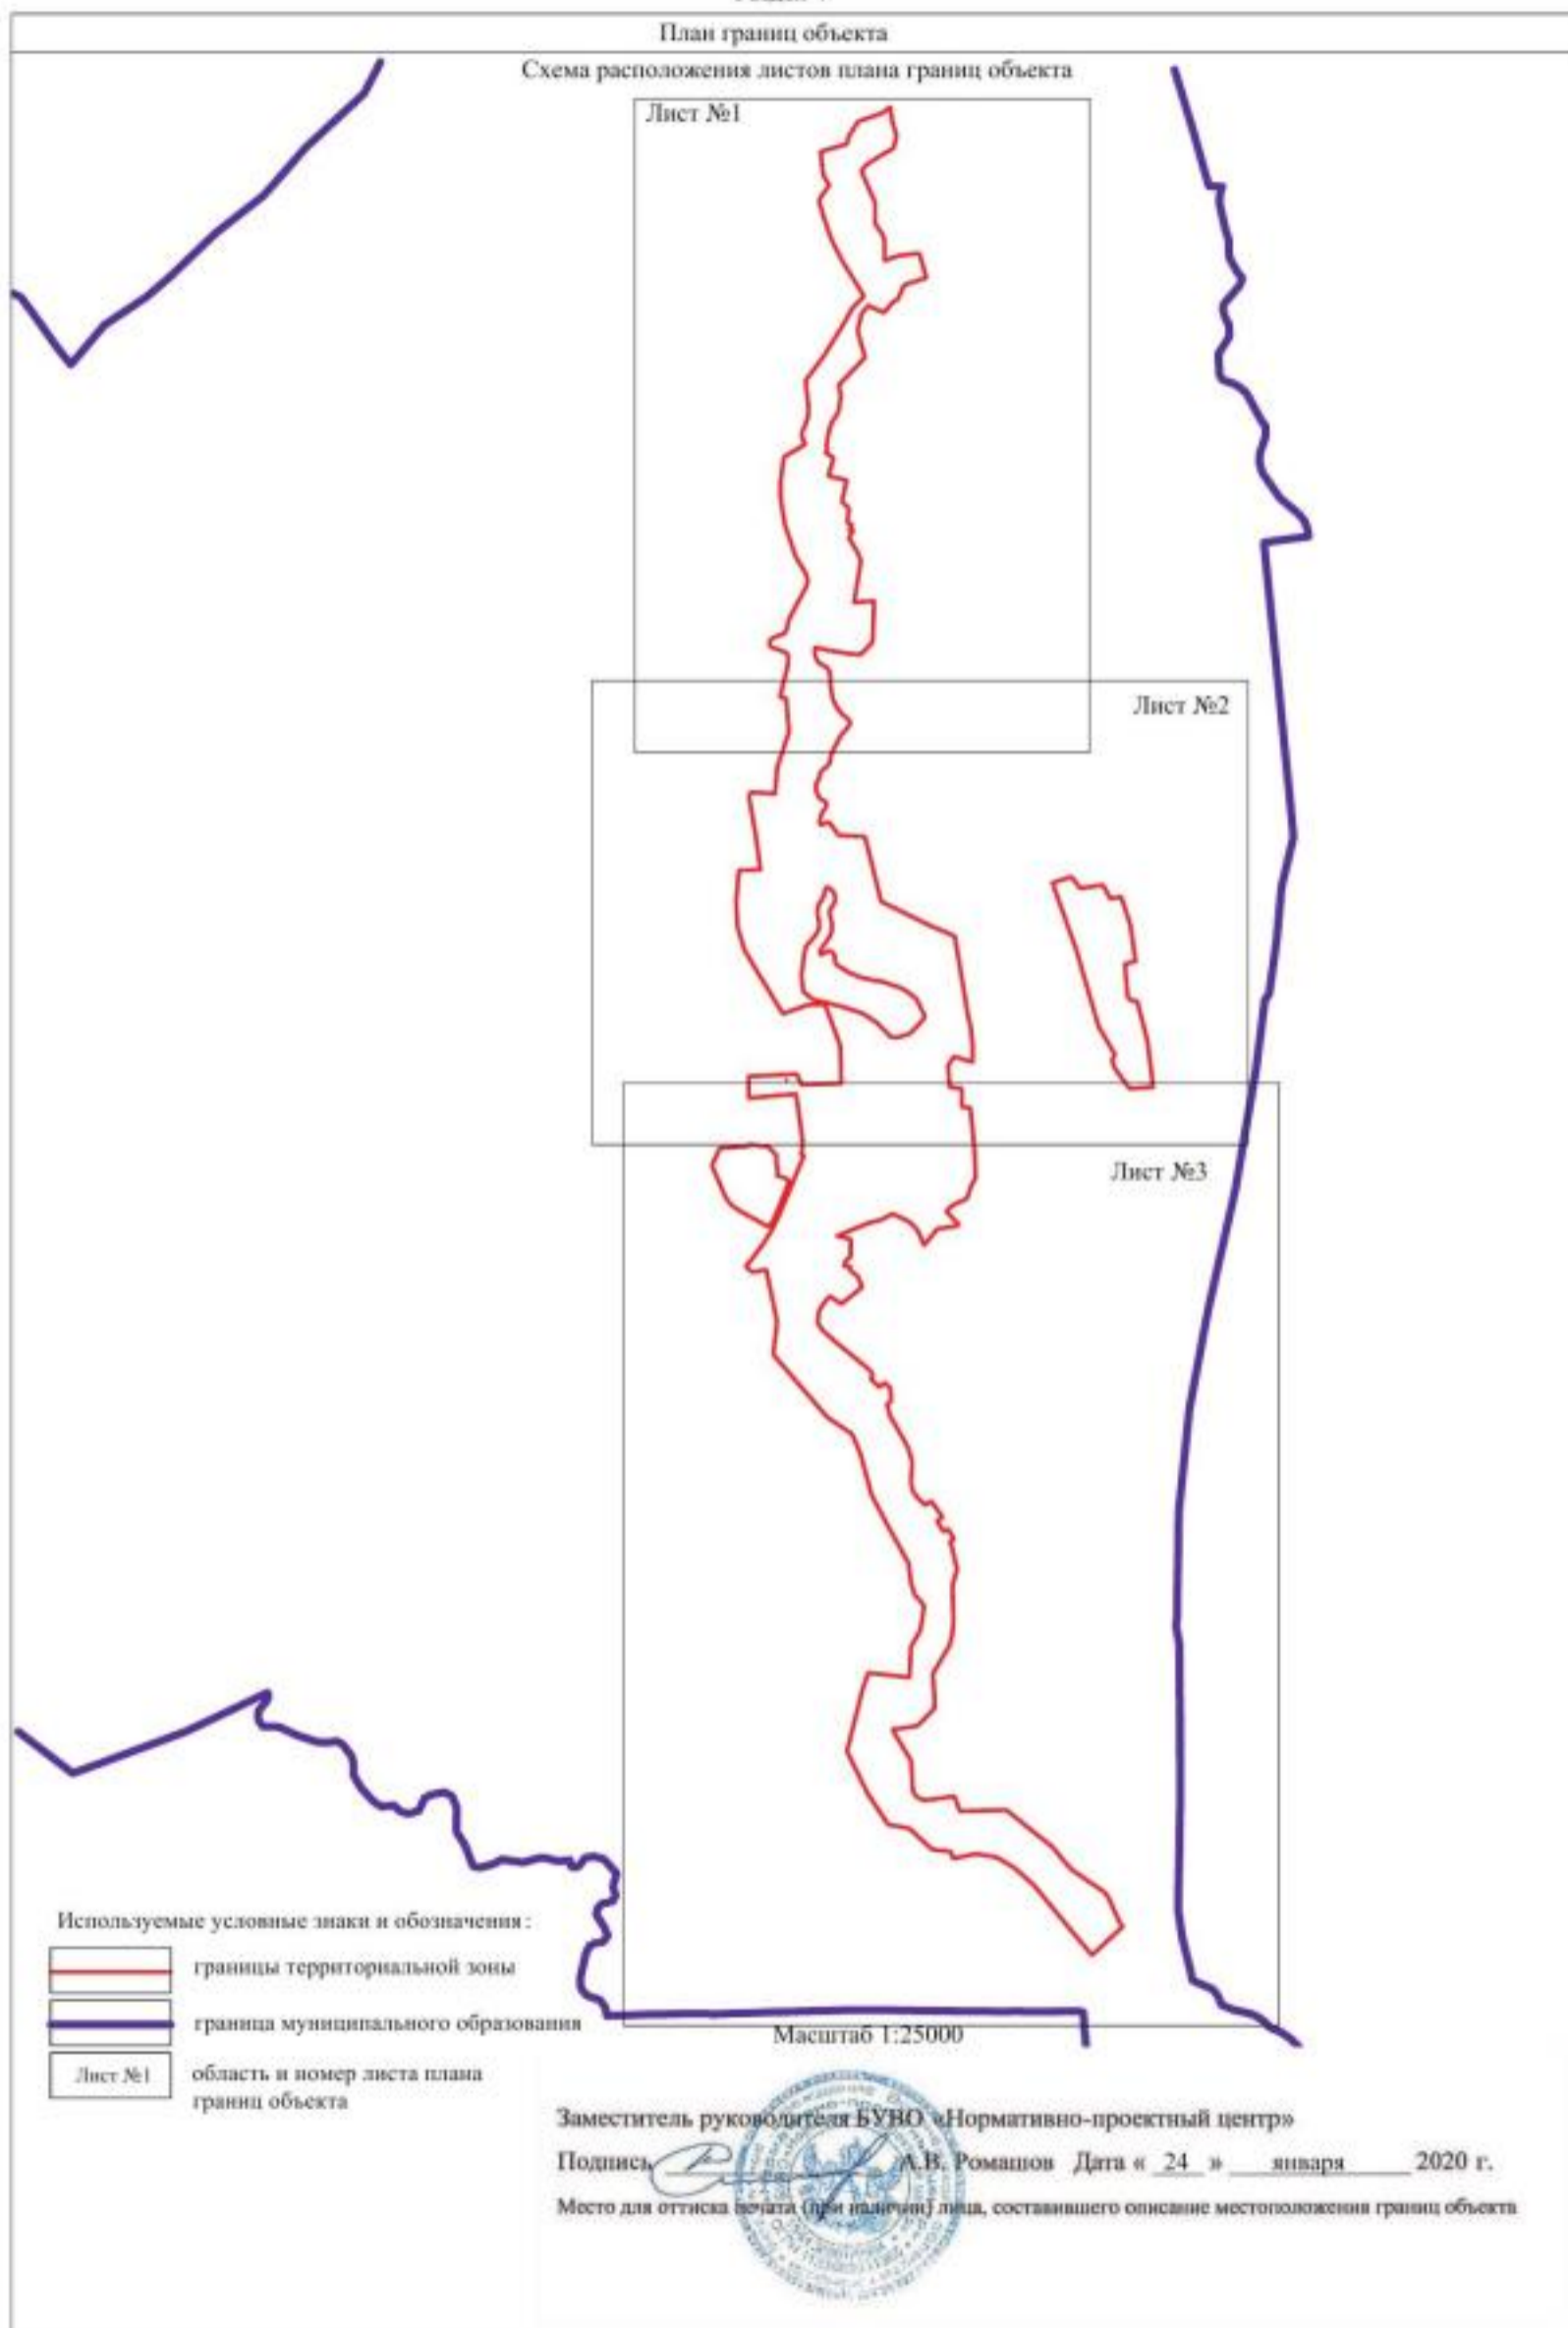 План границ объекта
Схема расположения листов плана границ объекта
Лист №1
Лист №2
Лист №3
Используемые условные знаки и обозначения:
границы территориальной зоны
граница муниципального образования
Лист №1
область и номер листа плана
границ объекта
Масштаб 1:25000
Заместитель руководителя БУВО «Нормативно-проектный центр»
Подпись А.В. Ромашов Дата « 24 » января 2020 г.
Место для оттиска печати (при наличии) лица, составившего описание местоположения границ объекта